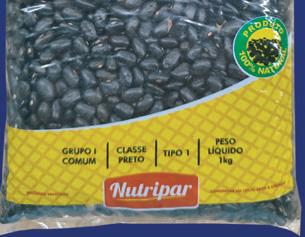 PRODUTO
100% NATURAL
GRUPO I
COMUM
CLASSE
PRETO
TIPO 1
PESO
LÍQUIDO
1kg
Nutripar